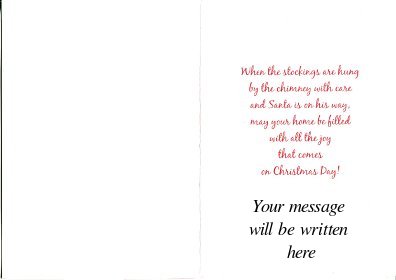 When the stockings are hung
by the chimney with care
and Santa is on his way,
may your home be filled
with all the joy
that comes
on Christmas Day!
Your message
will be written
here